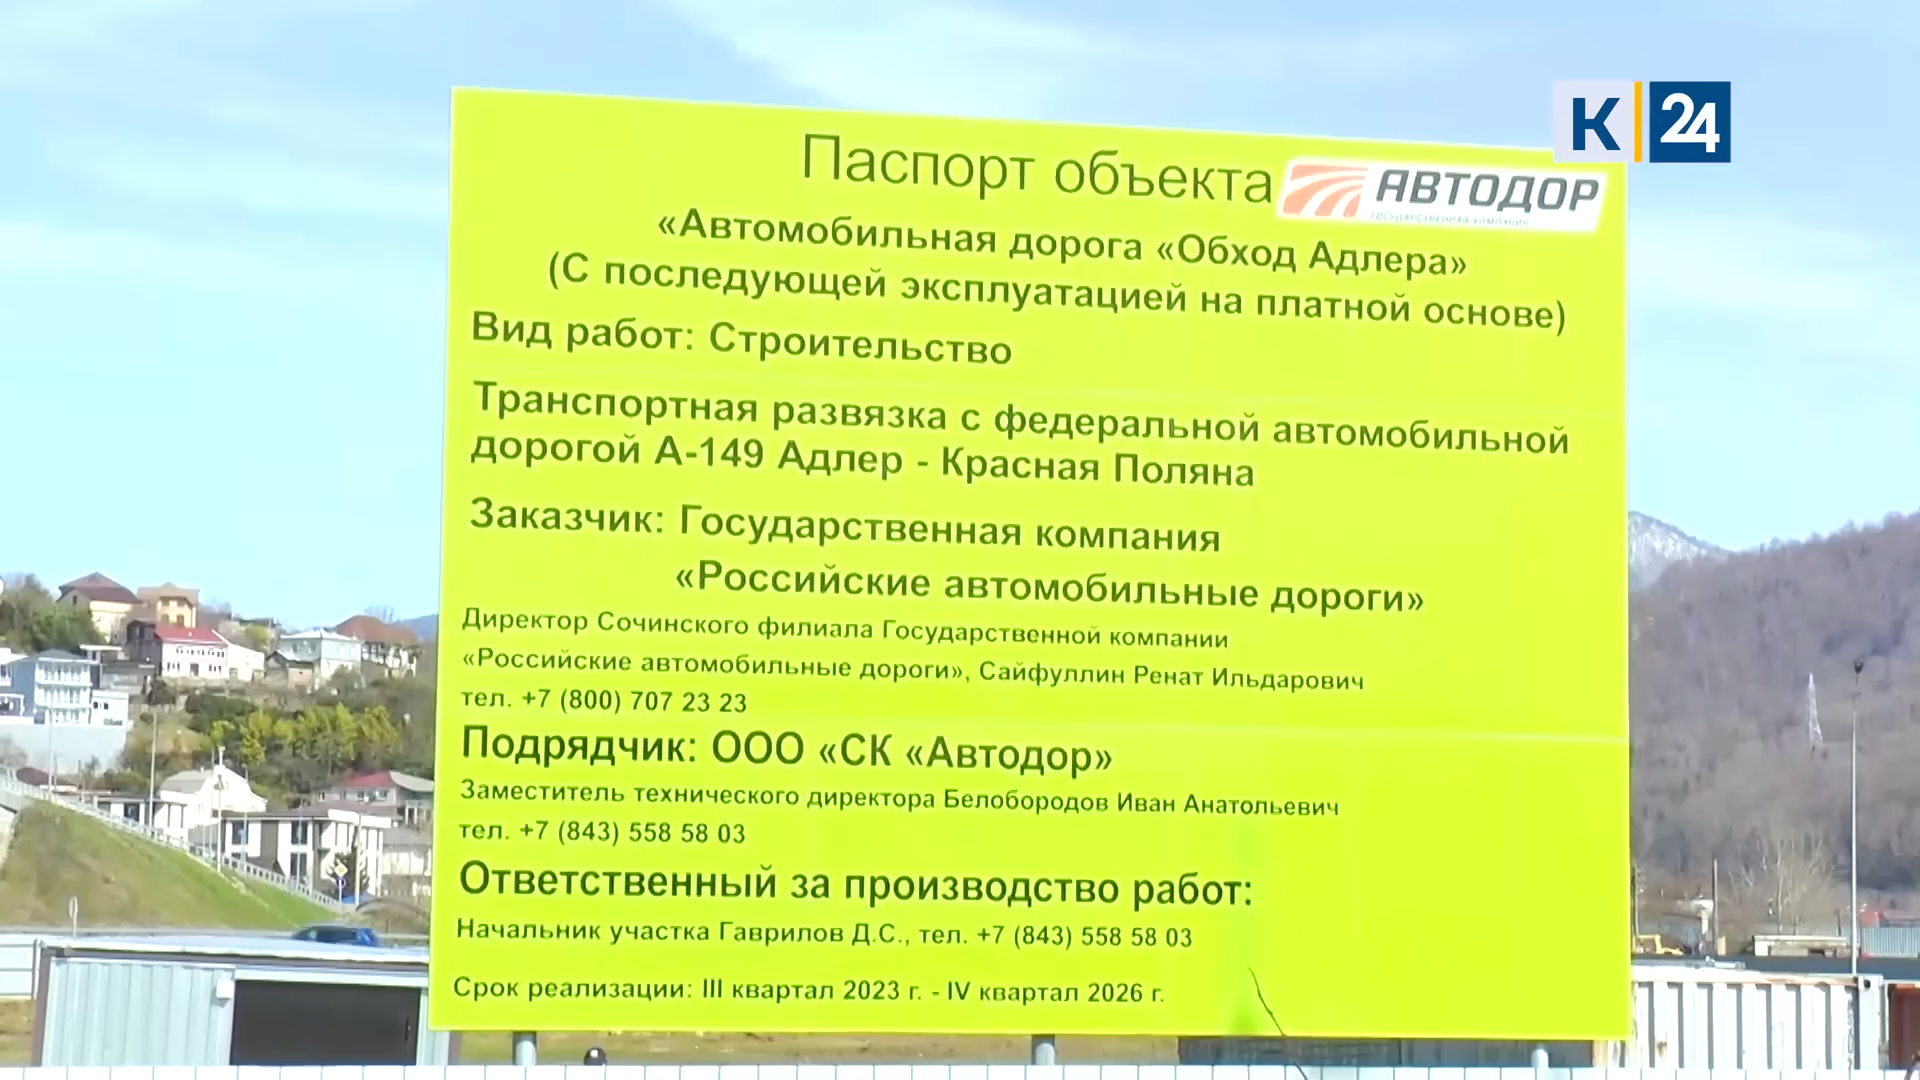 К 24
Паспорт объекта
АВТОДОР
ГОСУДАРСТВЕННАЯ КОМПАНИЯ
«Автомобильная дорога «Обход Адлера»
(С последующей эксплуатацией на платной основе)
Вид работ: Строительство
Транспортная развязка с федеральной автомобильной
дорогой А-149 Адлер - Красная Поляна
Заказчик: Государственная компания
«Российские автомобильные дороги»
Директор Сочинского филиала Государственной компании
«Российские автомобильные дороги», Сайфуллин Ренат Ильдарович
тел. +7 (800) 707 23 23
Подрядчик: ООО «СК «Автодор»
Заместитель технического директора Белобородов Иван Анатольевич
тел. +7 (843) 558 58 03
Ответственный за производство работ:
Начальник участка Гаврилов Д.С., тел. +7 (843) 558 58 03
Срок реализации: III квартал 2023 г. - IV квартал 2026 г.